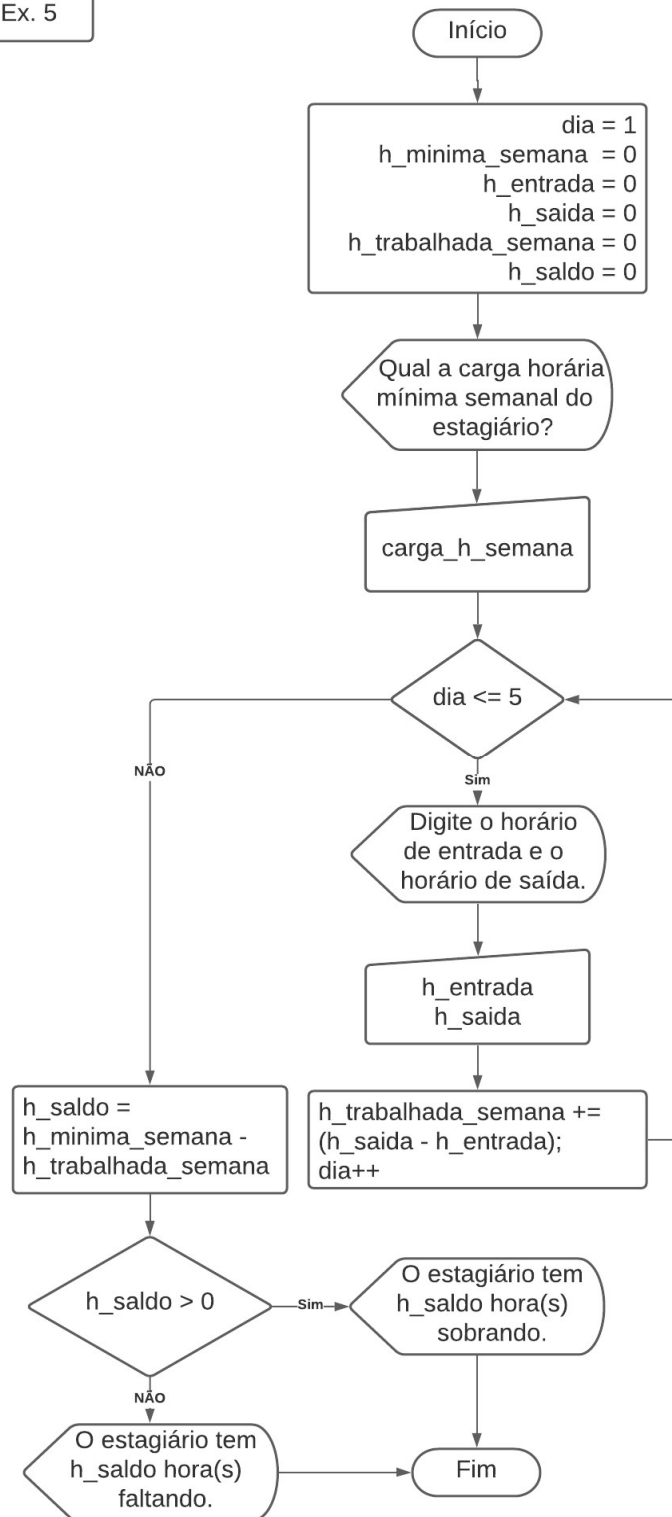 Ex. 5
Início
dia = 1
h_minima_semana = 0
h_entrada = 0
h_saida = 0
h_trabalhada_semana = 0
h_saldo = 0
Qual a carga horária
mínima semanal do
estagiário?
carga_h_semana
dia <= 5
NÃO
Sim
Digite o horário
de entrada e o
horário de saída.
h_entrada
h_saida
h_trabalhada_semana +=
(h_saida - h_entrada);
dia++
h_saldo =
h_minima_semana -
h_trabalhada_semana
h_saldo > 0
Sim
O estagiário tem
h_saldo hora(s)
sobrando.
NÃO
O estagiário tem
h_saldo hora(s)
faltando.
Fim